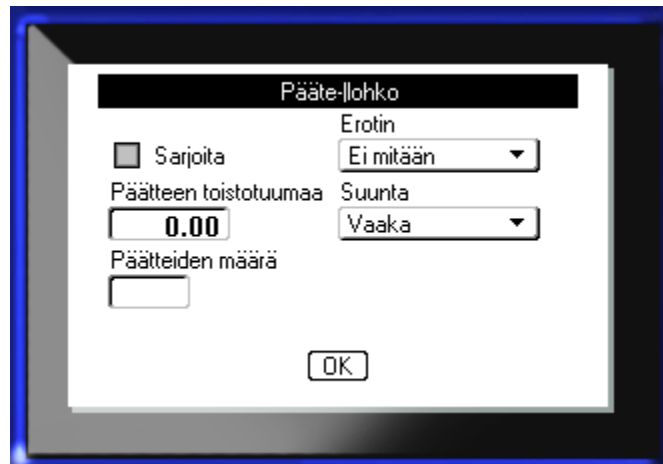 Pääte-|lohko
Erotin
Sarjoita
Ei mitään
Päätteen toistotuumaa
Suunta
0.00
Vaaka
Päätteiden määrä
OK